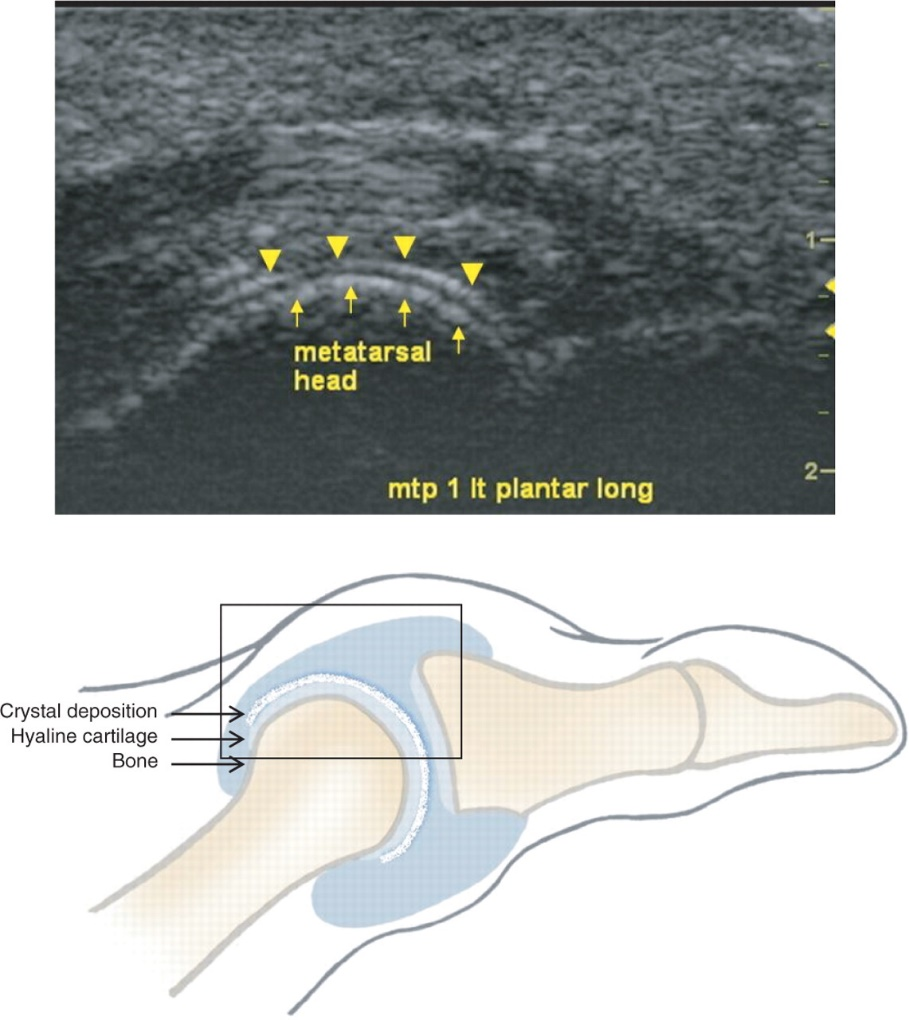 1
metatarsal
head
2
mtp 1 lt plantar long
Crystal deposition
Hyaline cartilage
Bone